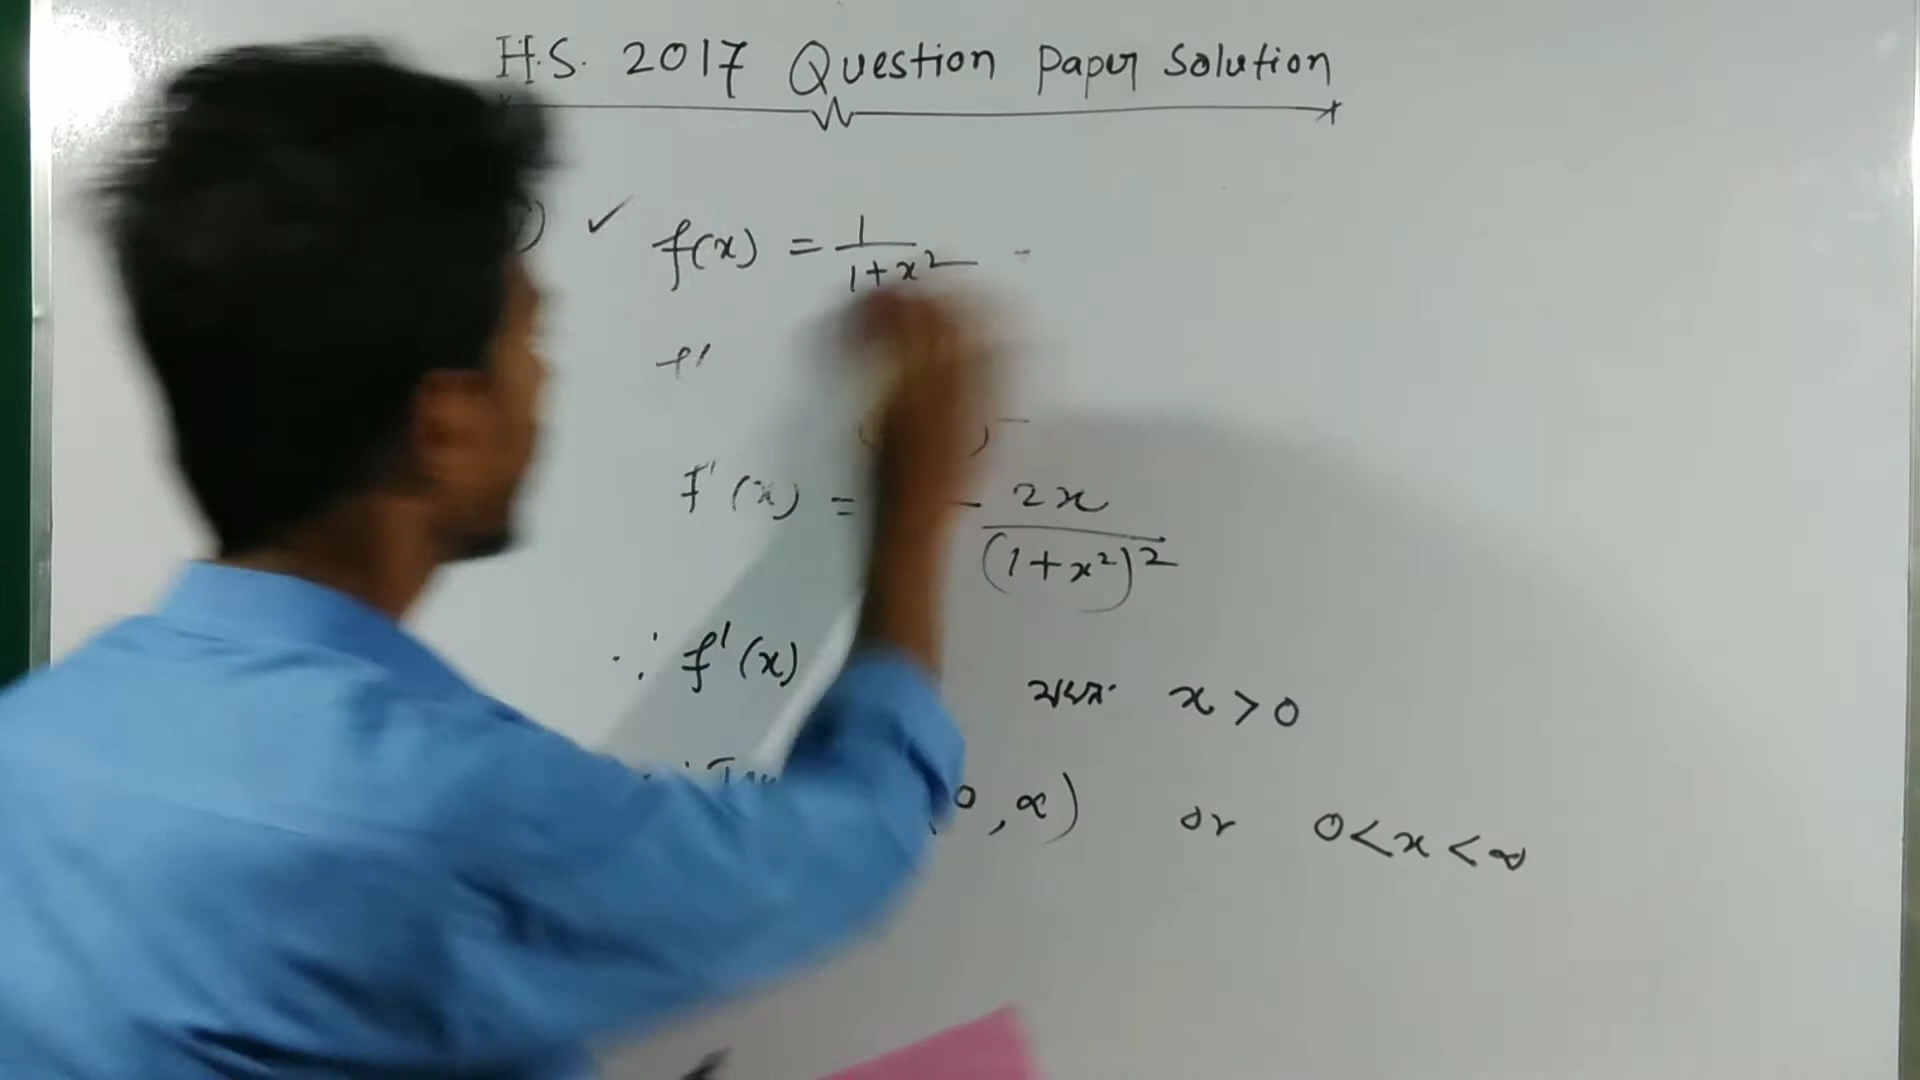 H.S. 2017 Question Paper Solution
✓ f(x) = 1/(1+x²)
f'
f'(x) = - 2x/(1+x²)²
∴ f'(x) যখন x > 0
0, ∞) or 0 < x < ∞